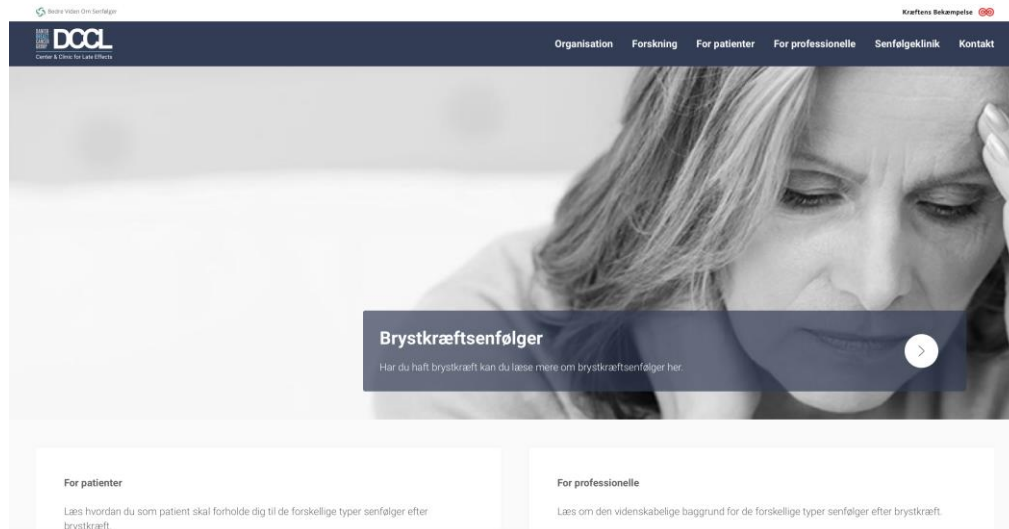 Bedre Viden Om Senfølger
Kræftens Bekæmpelse
DCCL
Center & Clinic for Late Effects
Organisation Forskning For patienter For professionelle Senfølgeklinik Kontakt
Brystkræftsenfølger
Har du haft brystkræft kan du læse mere om brystkræftsenfølger her.
For patienter
Læs hvordan du som patient skal forholde dig til de forskellige typer senfølger efter
brystkræft
For professionelle
Læs om den videnskabelige baggrund for de forskellige typer senfølger efter brystkræft.